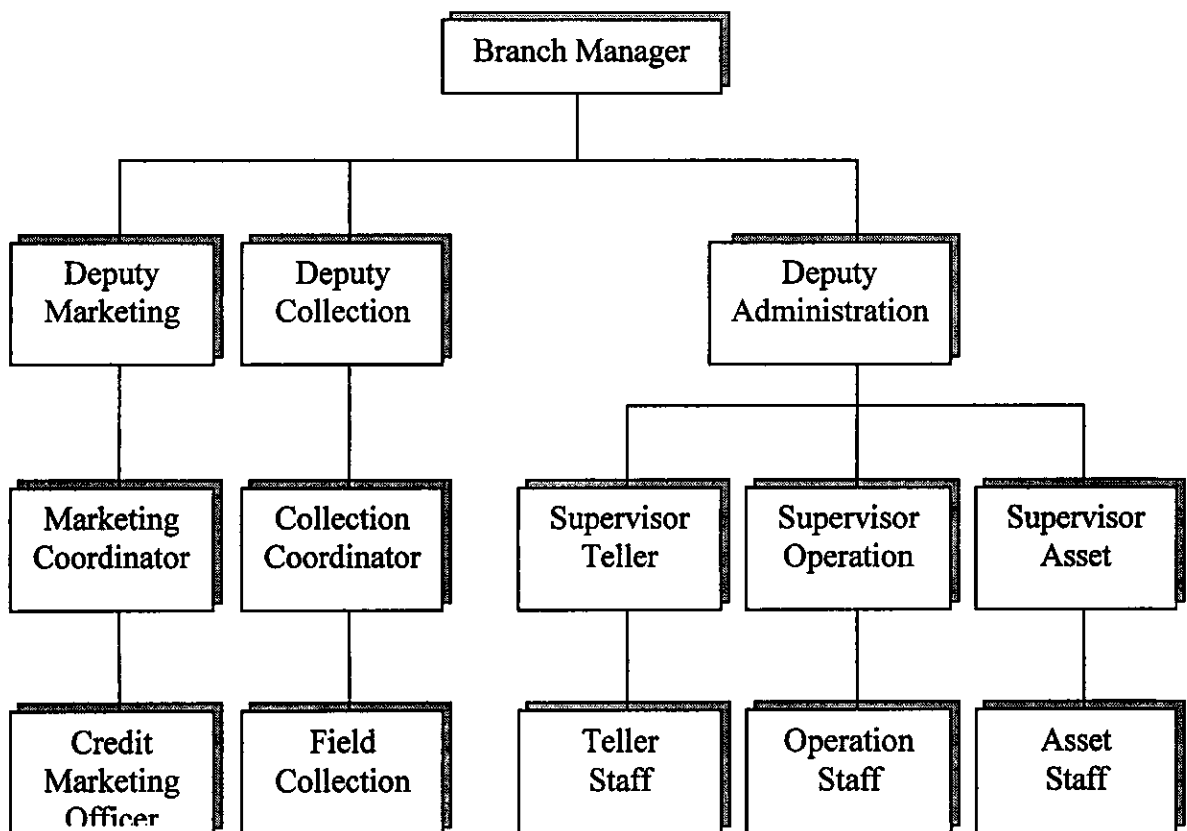 Branch Manager
Deputy
Marketing
Deputy
Collection
Deputy
Administration
Marketing
Coordinator
Collection
Coordinator
Supervisor
Teller
Supervisor
Operation
Supervisor
Asset
Credit
Marketing
Officer
Field
Collection
Teller
Staff
Operation
Staff
Asset
Staff